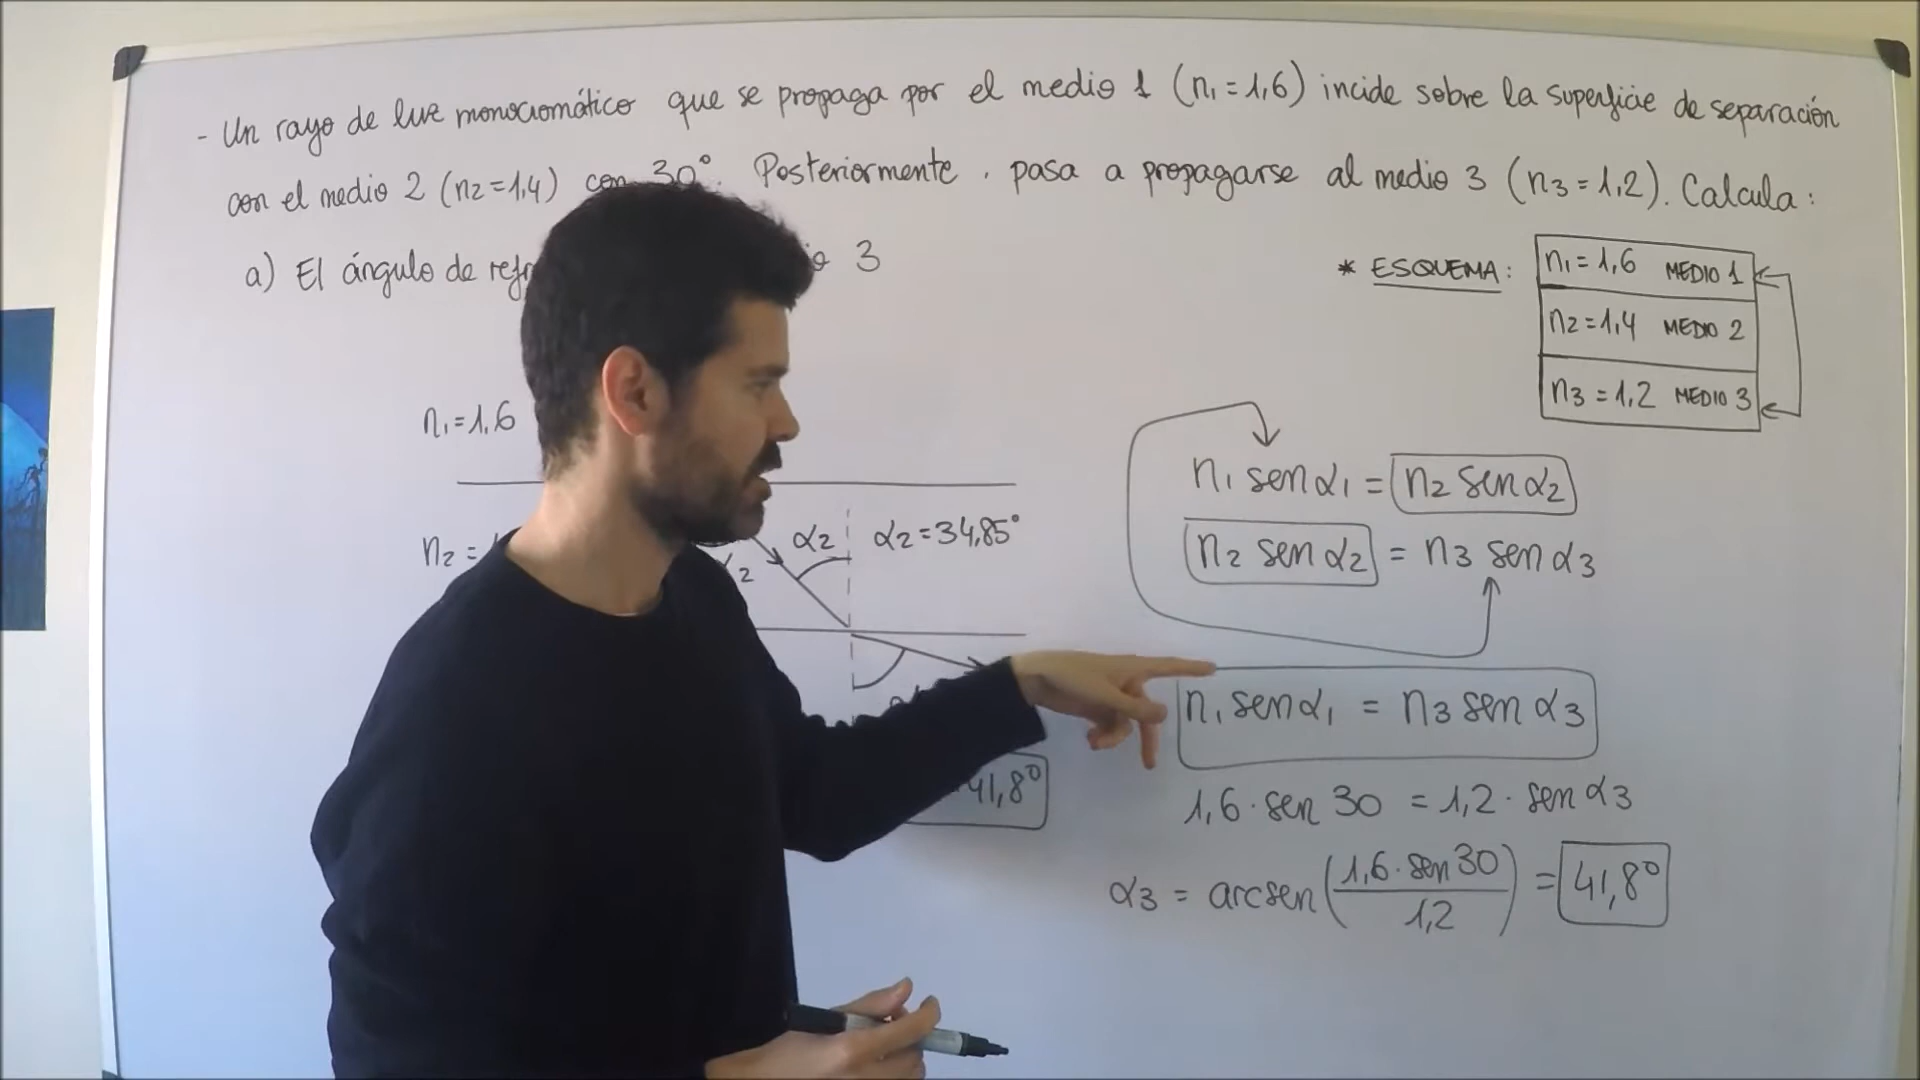 - Un rayo de luz monocromático que se propaga por el medio 1 (n1 = 1,6) incide sobre la superficie de separación
con el medio 2 (n2 = 1,4) con 30°. Posteriormente, pasa a propagarse al medio 3 (n3 = 1,2). Calcula:
a) El ángulo de 3
* ESQUEMA:
n1 = 1,6 MEDIO 1
n2 = 1,4 MEDIO 2
n3 = 1,2 MEDIO 3
n1 = 1,6
n2 =
α2 α2 = 34,85°
2
41,8°
n1 sen α1 = n2 sen α2
n2 sen α2 = n3 sen α3
n1 sen α1 = n3 sen α3
1,6 · sen 30 = 1,2 · sen α3
α3 = arcsen (1,6 · sen 30 / 1,2) = 41,8°